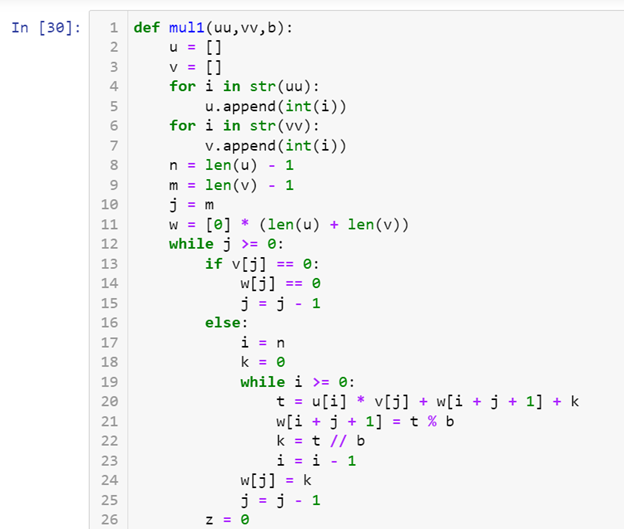 In [30]:
1 def mul1(uu,vv,b):
2     u = []
3     v = []
4     for i in str(uu):
5         u.append(int(i))
6     for i in str(vv):
7         v.append(int(i))
8     n = len(u) - 1
9     m = len(v) - 1
10     j = m
11     w = [0] * (len(u) + len(v))
12     while j >= 0:
13         if v[j] == 0:
14             w[j] == 0
15             j = j - 1
16         else:
17             i = n
18             k = 0
19             while i >= 0:
20                 t = u[i] * v[j] + w[i + j + 1] + k
21                 w[i + j + 1] = t % b
22                 k = t // b
23                 i = i - 1
24             w[j] = k
25             j = j - 1
26         z = 0